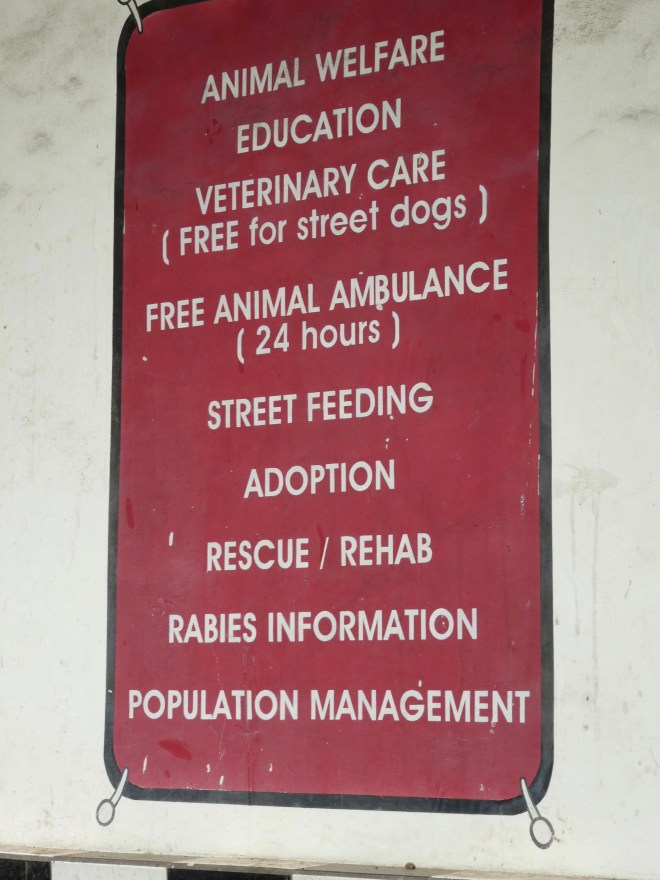 ANIMAL WELFARE
EDUCATION
VETERINARY CARE
( FREE for street dogs )
FREE ANIMAL AMBULANCE
( 24 hours )
STREET FEEDING
ADOPTION
RESCUE / REHAB
RABIES INFORMATION
POPULATION MANAGEMENT